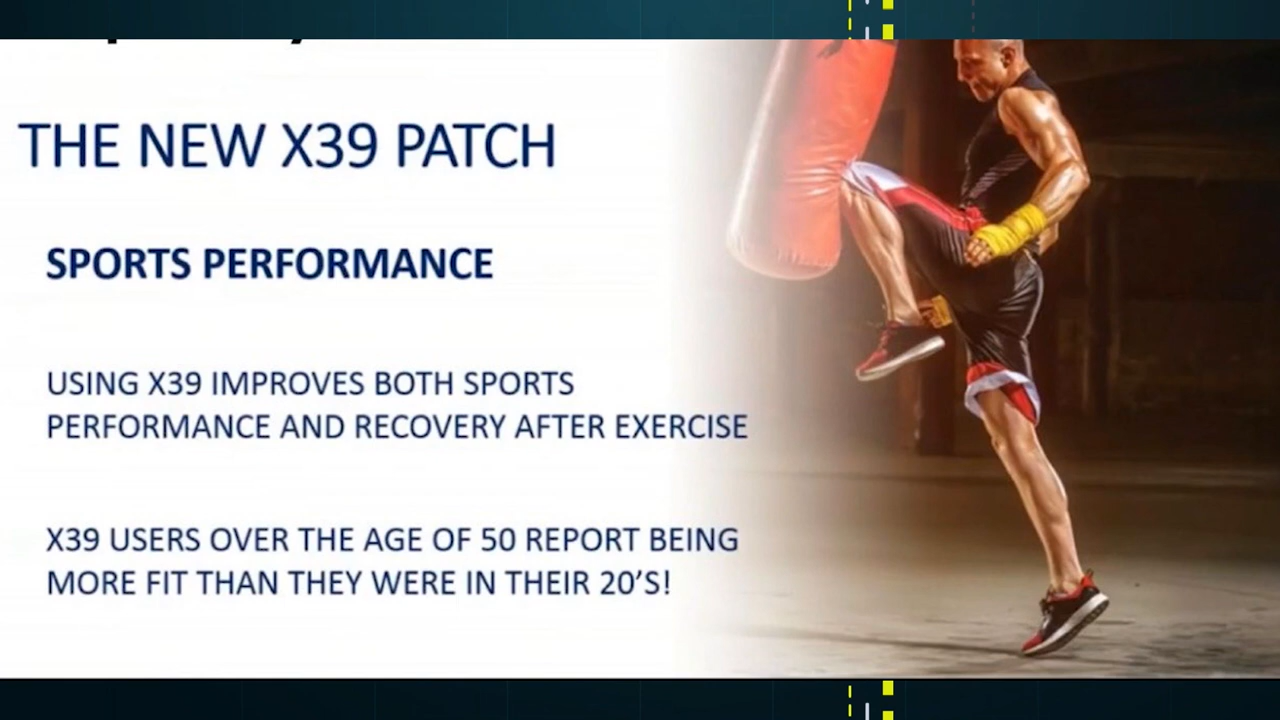 THE NEW X39 PATCH
SPORTS PERFORMANCE
USING X39 IMPROVES BOTH SPORTS
PERFORMANCE AND RECOVERY AFTER EXERCISE
X39 USERS OVER THE AGE OF 50 REPORT BEING
MORE FIT THAN THEY WERE IN THEIR 20'S!